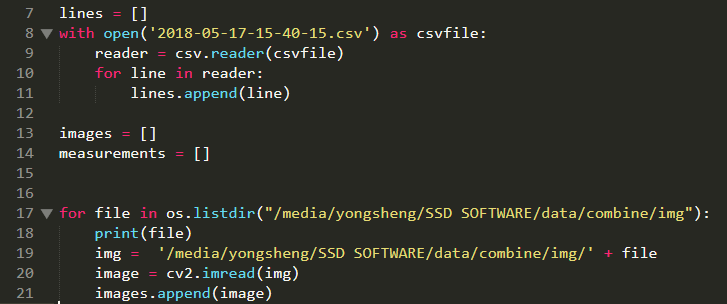 7 lines = []
8 with open('2018-05-17-15-40-15.csv') as csvfile:
9 reader = csv.reader(csvfile)
10 for line in reader:
11 lines.append(line)
12
13 images = []
14 measurements = []
15
16
17 for file in os.listdir("/media/yongsheng/SSD SOFTWARE/data/combine/img"):
18 print(file)
19 img =  '/media/yongsheng/SSD SOFTWARE/data/combine/img/' + file
20 image = cv2.imread(img)
21 images.append(image)